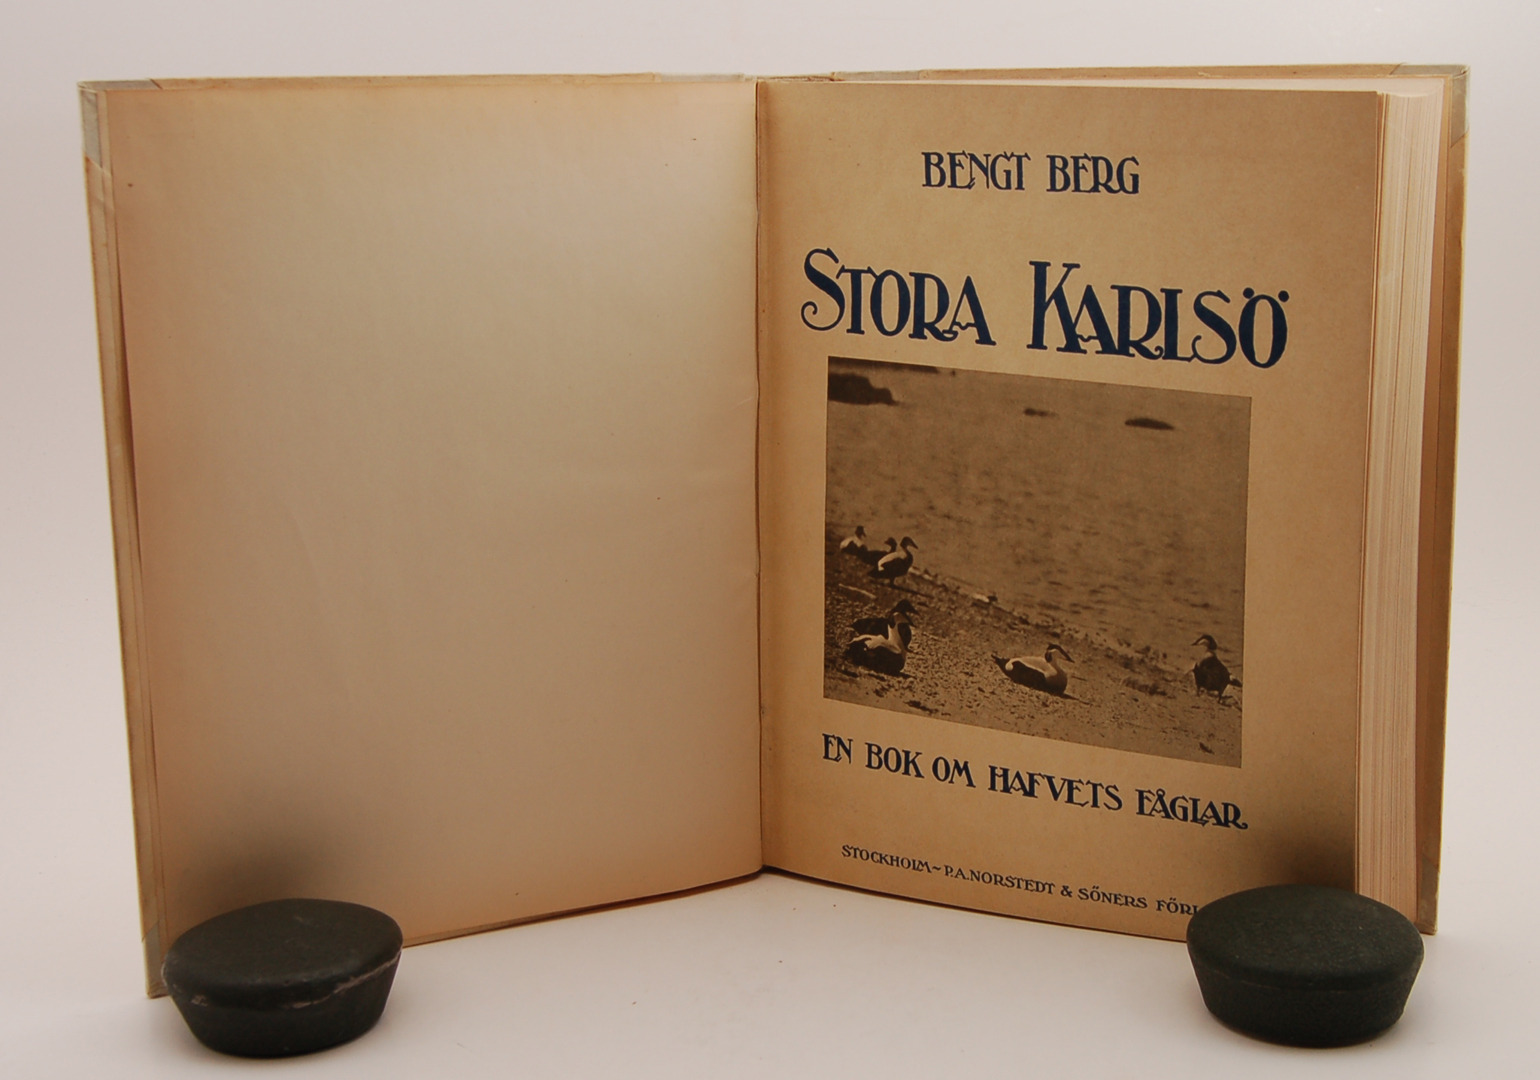 BENGT BERG
STORA KARLSÖ
EN BOK OM HAFVETS FÅGLAR
STOCKHOLM~P.A.NORSTEDT & SÖNERS